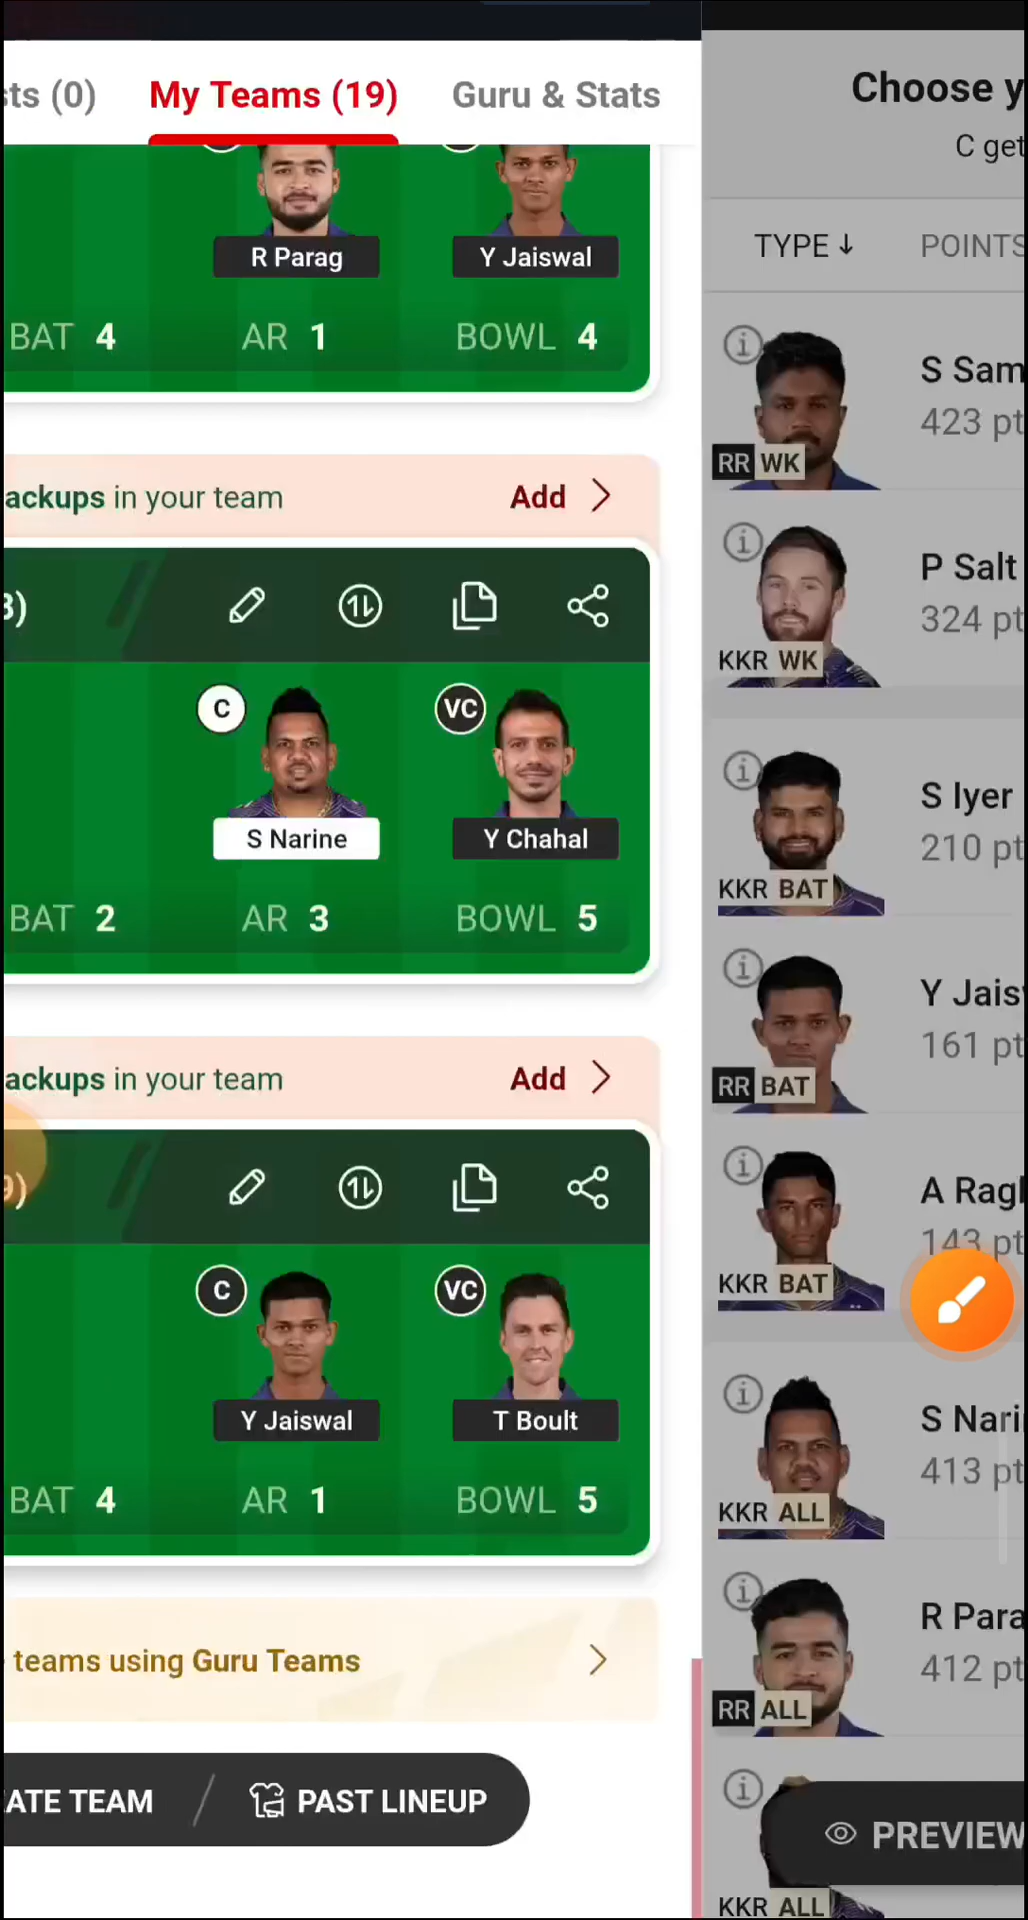 sts (0)
My Teams (19)
Guru & Stats
R Parag
Y Jaiswal
BAT 4
AR 1
BOWL 4
ackups in your team
Add
C
VC
S Narine
Y Chahal
BAT 2
AR 3
BOWL 5
ackups in your team
Add
C
VC
Y Jaiswal
T Boult
BAT 4
AR 1
BOWL 5
teams using Guru Teams
ATE TEAM
PAST LINEUP
Choose y
C get
TYPE ↓
POINTS
S Sam
423 pt
RR WK
P Salt
324 pt
KKR WK
S Iyer
210 pt
KKR BAT
Y Jais
161 pt
RR BAT
A Ragh
143 pt
KKR BAT
S Nari
413 pt
KKR ALL
R Para
412 pt
RR ALL
PREVIEW
KKR ALL